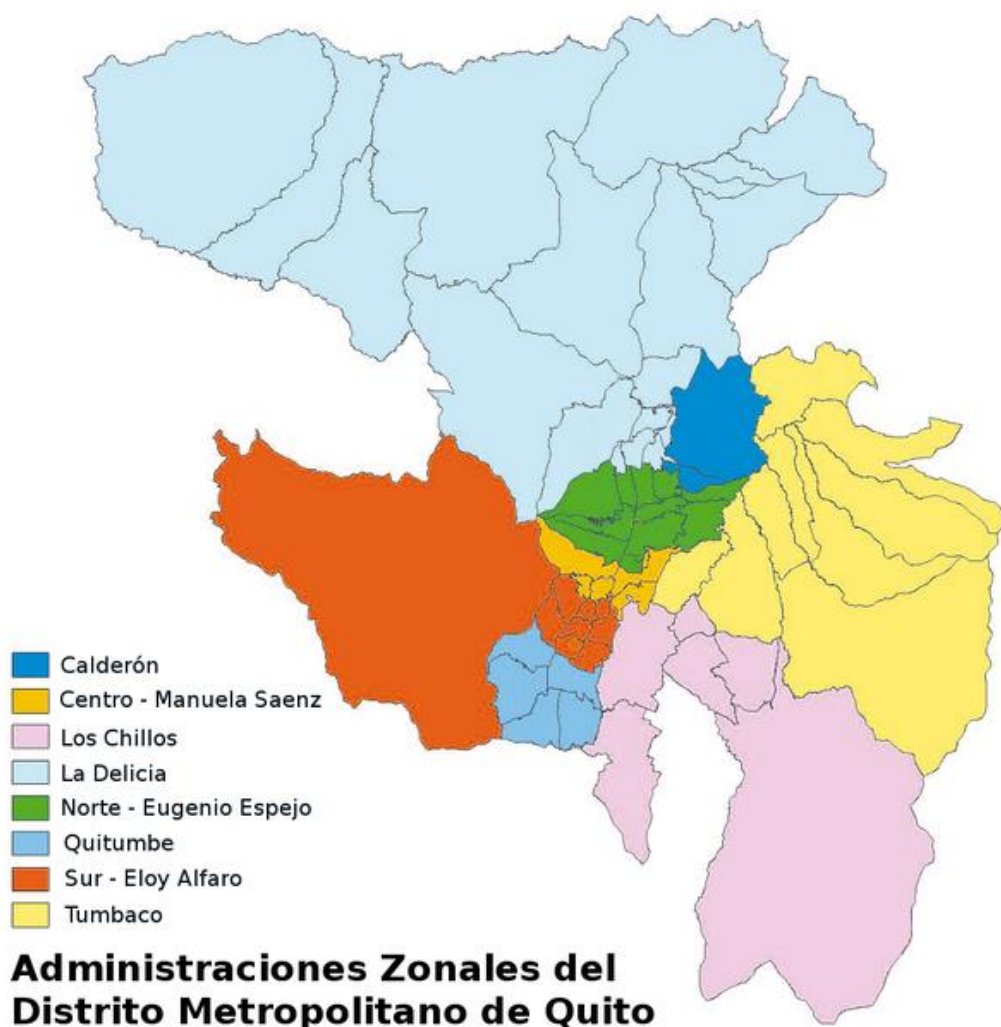 Calderón
Centro - Manuela Saenz
Los Chillos
La Delicia
Norte - Eugenio Espejo
Quitumbe
Sur - Eloy Alfaro
Tumbaco
Administraciones Zonales del
Distrito Metropolitano de Quito